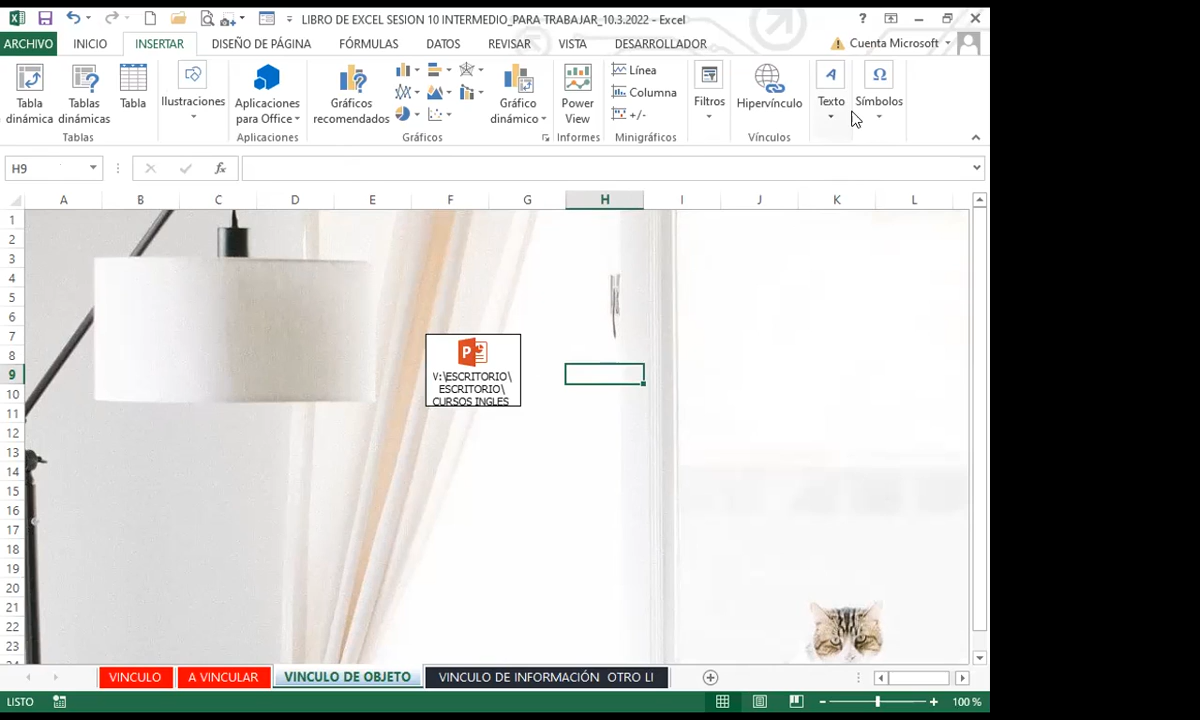 LIBRO DE EXCEL SESION 10 INTERMEDIO_PARA TRABAJAR_10.3.2022 - Excel
?
ARCHIVO INICIO INSERTAR DISEÑO DE PÁGINA FÓRMULAS DATOS REVISAR VISTA DESARROLLADOR Cuenta Microsoft
Tabla dinámica
Tablas dinámicas
Tabla
Tablas
Ilustraciones
Aplicaciones para Office
Aplicaciones
Gráficos recomendados
Gráfico dinámico
Gráficos
Power View
Informes
Línea
Columna
+/-
Minigráficos
Filtros
Hipervínculo
Vínculos
Texto
Símbolos
H9
fx
A B C D E F G H I J K L
1
2
3
4
5
6
7
8
9
10
11
12
13
14
15
16
17
18
19
20
21
22
23
V:\ESCRITORIO\
ESCRITORIO\
CURSOS INGLES
VINCULO A VINCULAR VINCULO DE OBJETO VINCULO DE INFORMACIÓN OTRO LI
LISTO 100 %